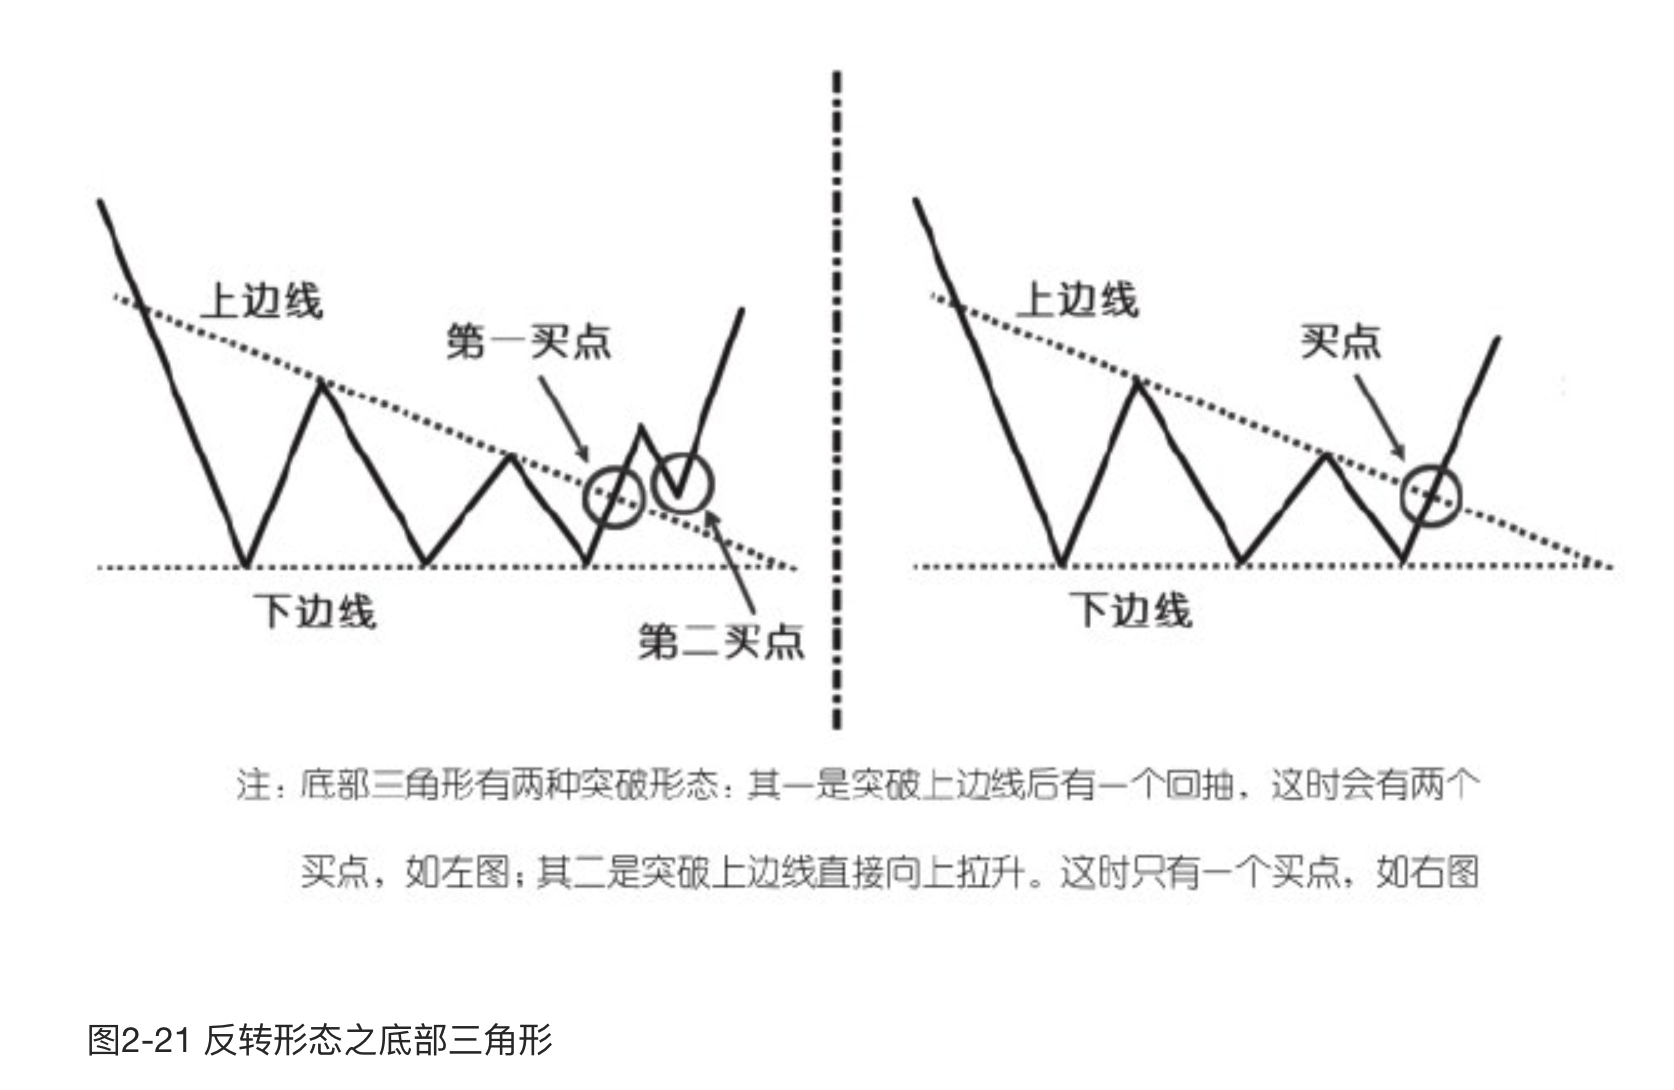 上边线
第一买点
下边线
第二买点
上边线
买点
下边线
注：底部三角形有两种突破形态：其一是突破上边线后有一个回抽，这时会有两个
买点，如左图；其二是突破上边线直接向上拉升。这时只有一个买点，如右图
图2-21 反转形态之底部三角形